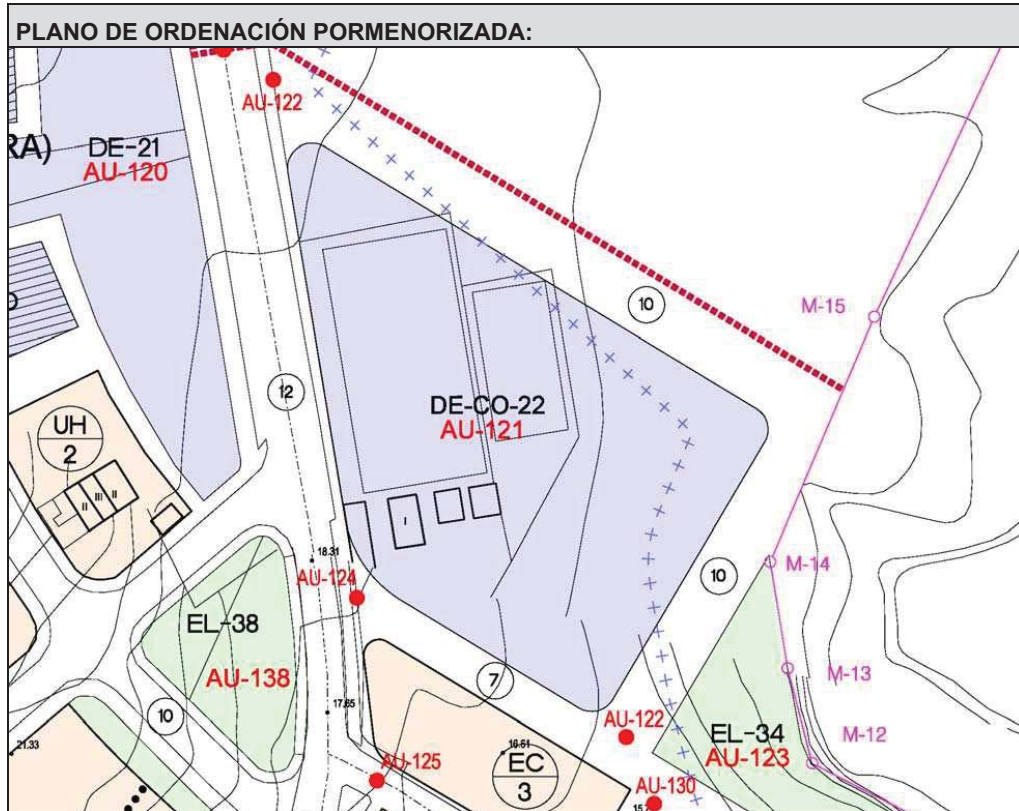 PLANO DE ORDENACIÓN PORMENORIZADA:
AU-122
RA) DE-21
AU-120
10
M-15
12
DE-CO-22
AU-121
UH
2
II III II
I
18.31
AU-124
10
M-14
EL-38
AU-138
7
M-13
17.65
10
AU-122
EL-34
AU-123
M-12
21.33
AU-125
16.61
EC
3
AU-130